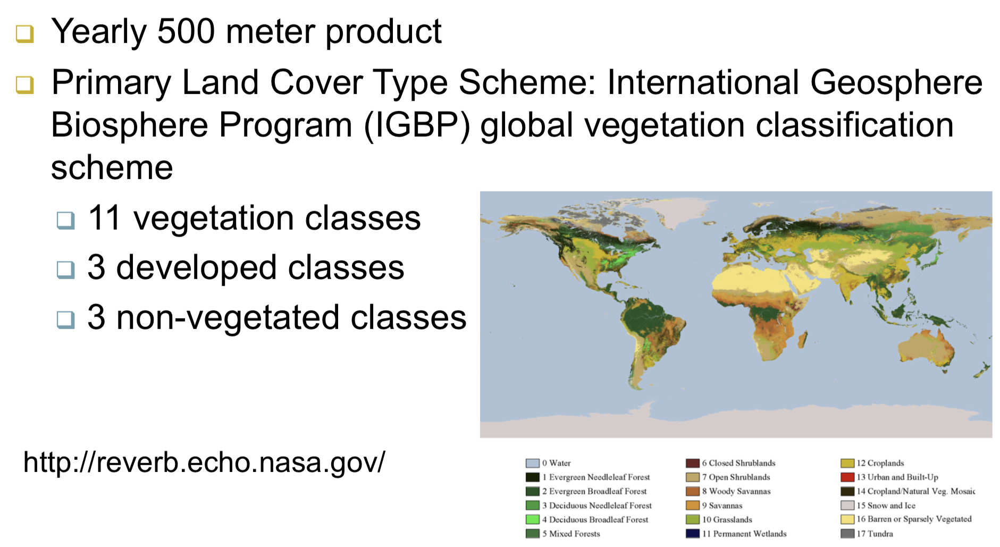 Yearly 500 meter product
Primary Land Cover Type Scheme: International Geosphere
Biosphere Program (IGBP) global vegetation classification
scheme
11 vegetation classes
3 developed classes
3 non-vegetated classes
http://reverb.echo.nasa.gov/
0 Water
1 Evergreen Needleleaf Forest
2 Evergreen Broadleaf Forest
3 Deciduous Needleleaf Forest
4 Deciduous Broadleaf Forest
5 Mixed Forests
6 Closed Shrublands
7 Open Shrublands
8 Woody Savannas
9 Savannas
10 Grasslands
11 Permanent Wetlands
12 Croplands
13 Urban and Built-Up
14 Cropland/Natural Veg. Mosaic
15 Snow and Ice
16 Barren or Sparsely Vegetated
17 Tundra